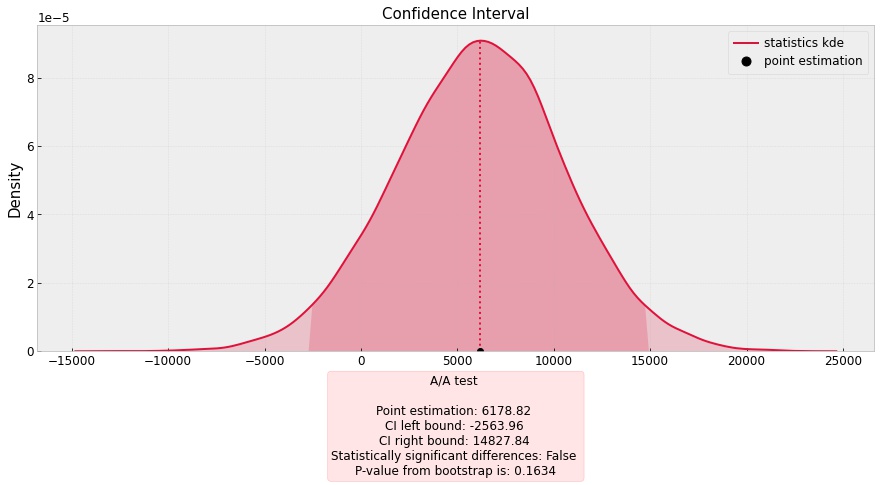 Confidence Interval
1e−5
statistics kde
point estimation
Density
8
6
4
2
0
−15000 −10000 −5000 0 5000 10000 15000 20000 25000
A/A test
Point estimation: 6178.82
CI left bound: -2563.96
CI right bound: 14827.84
Statistically significant differences: False
P-value from bootstrap is: 0.1634